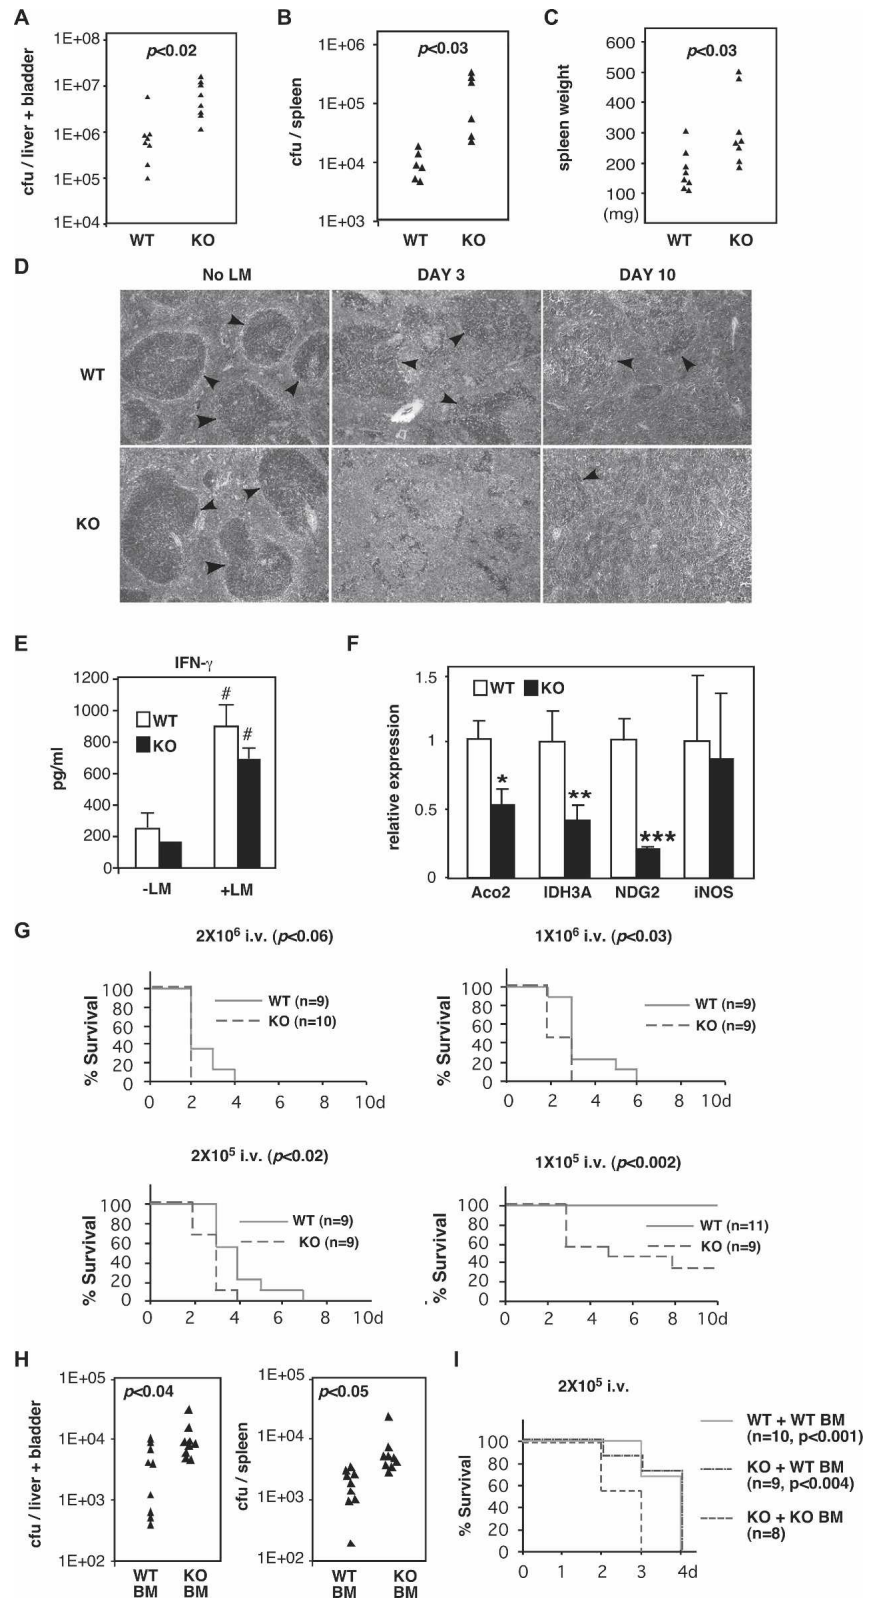 A
p<0.02
cfu / liver + bladder
1E+08
1E+07
1E+06
1E+05
1E+04
WT KO
B
p<0.03
cfu / spleen
1E+06
1E+05
1E+04
1E+03
WT KO
C
p<0.03
spleen weight
600
500
400
300
200
100
(mg)
WT KO
D
No LM DAY 3 DAY 10
WT
KO
E
IFN-γ
pg/ml
1200
1000
800
600
400
200
0
WT
KO
# #
-LM +LM
F
relative expression
1.5
1
0.5
0
WT KO
* ** ***
Aco2 IDH3A NDG2 iNOS
G
2X10⁶ i.v. (p<0.06)
% Survival
100
80
60
40
20
0
WT (n=9)
KO (n=10)
0 2 4 6 8 10d
1X10⁶ i.v. (p<0.03)
% Survival
100
80
60
40
20
0
WT (n=9)
KO (n=9)
0 2 4 6 8 10d
2X10⁵ i.v. (p<0.02)
% Survival
100
80
60
40
20
0
WT (n=9)
KO (n=9)
0 2 4 6 8 10d
1X10⁵ i.v. (p<0.002)
% Survival
100
80
60
40
20
0
WT (n=11)
KO (n=9)
0 2 4 6 8 10d
H
p<0.04
cfu / liver + bladder
1E+05
1E+04
1E+03
1E+02
WT KO
BM BM
p<0.05
cfu / spleen
1E+05
1E+04
1E+03
1E+02
WT KO
BM BM
I
2X10⁵ i.v.
% Survival
100
80
60
40
20
0
0 1 2 3 4d
WT + WT BM
(n=10, p<0.001)
KO + WT BM
(n=9, p<0.004)
KO + KO BM
(n=8)